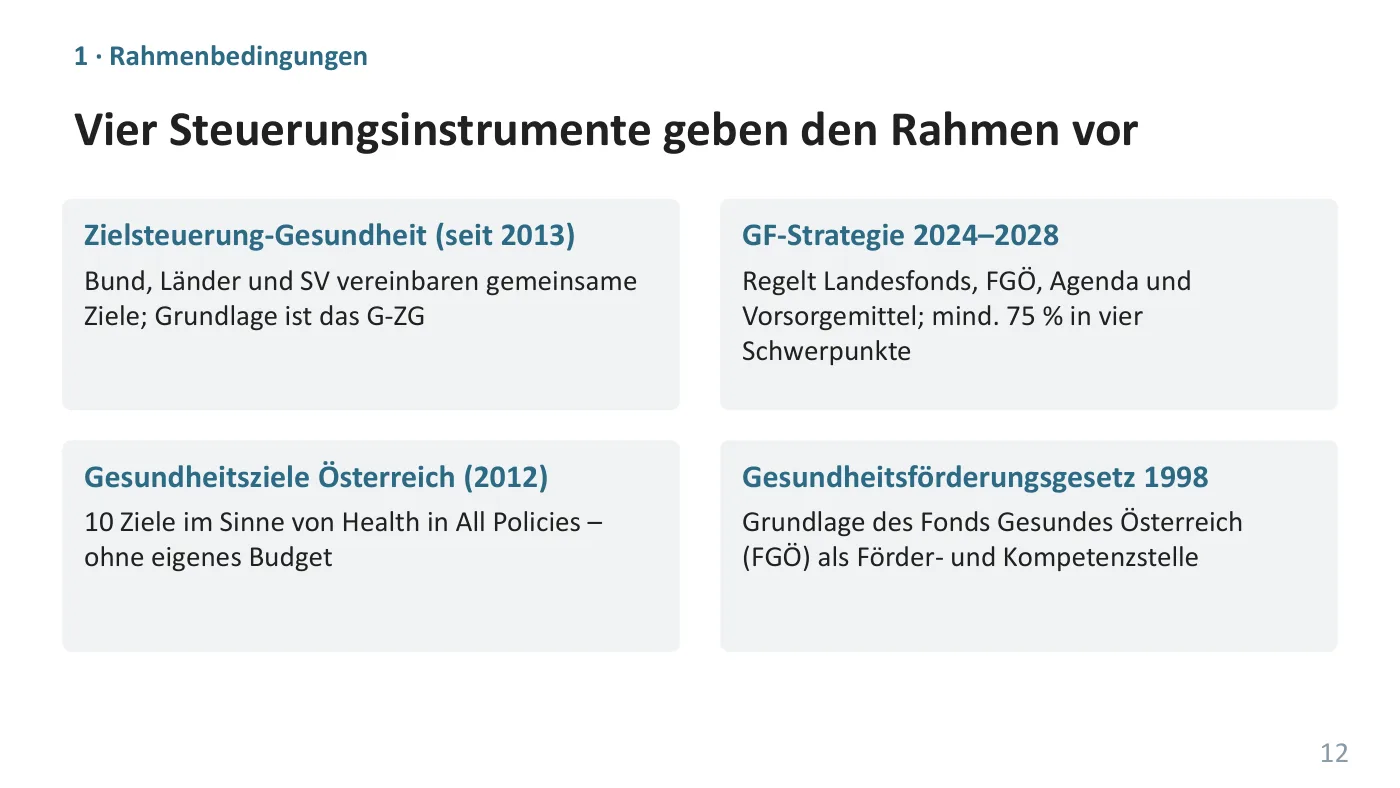 1 · Rahmenbedingungen
Vier Steuerungsinstrumente geben den Rahmen vor
Zielsteuerung-Gesundheit (seit 2013)
Bund, Länder und SV vereinbaren gemeinsame
Ziele; Grundlage ist das G-ZG
GF-Strategie 2024–2028
Regelt Landesfonds, FGÖ, Agenda und
Vorsorgemittel; mind. 75 % in vier
Schwerpunkte
Gesundheitsziele Österreich (2012)
10 Ziele im Sinne von Health in All Policies –
ohne eigenes Budget
Gesundheitsförderungsgesetz 1998
Grundlage des Fonds Gesundes Österreich
(FGÖ) als Förder- und Kompetenzstelle
12